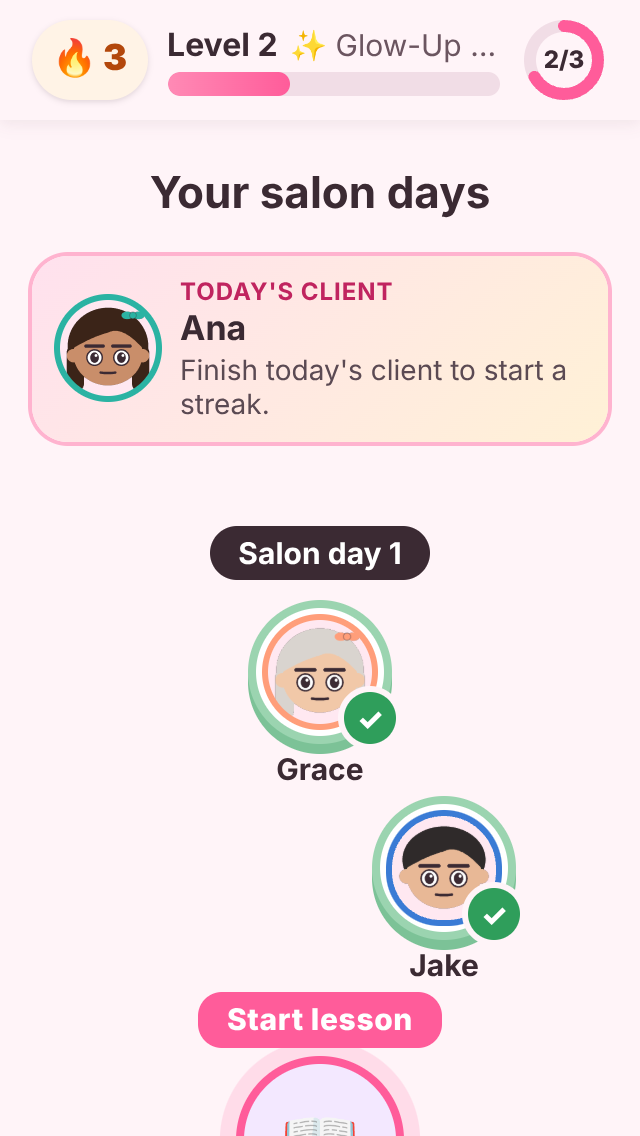 🔥 3
Level 2 ✨ Glow-Up ...
2/3
Your salon days
TODAY'S CLIENT
Ana
Finish today's client to start a
streak.
Salon day 1
Grace
Jake
Start lesson